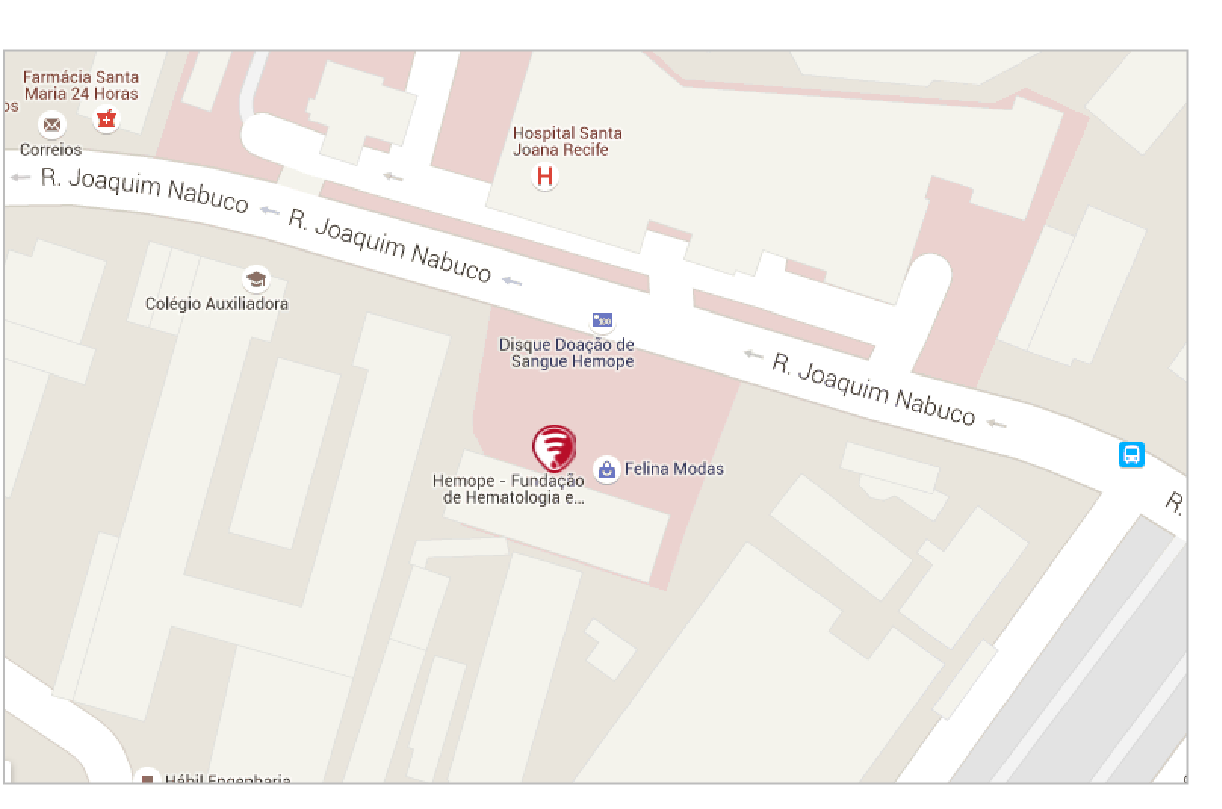 Farmácia Santa
Maria 24 Horas
os
Correios
Hospital Santa
Joana Recife
H
R. Joaquim Nabuco
R. Joaquim Nabuco
Colégio Auxiliadora
Disque Doação de
Sangue Hemope
R. Joaquim Nabuco
Hemope - Fundação
de Hematologia e...
Felina Modas
R.
Hábil Engenharia